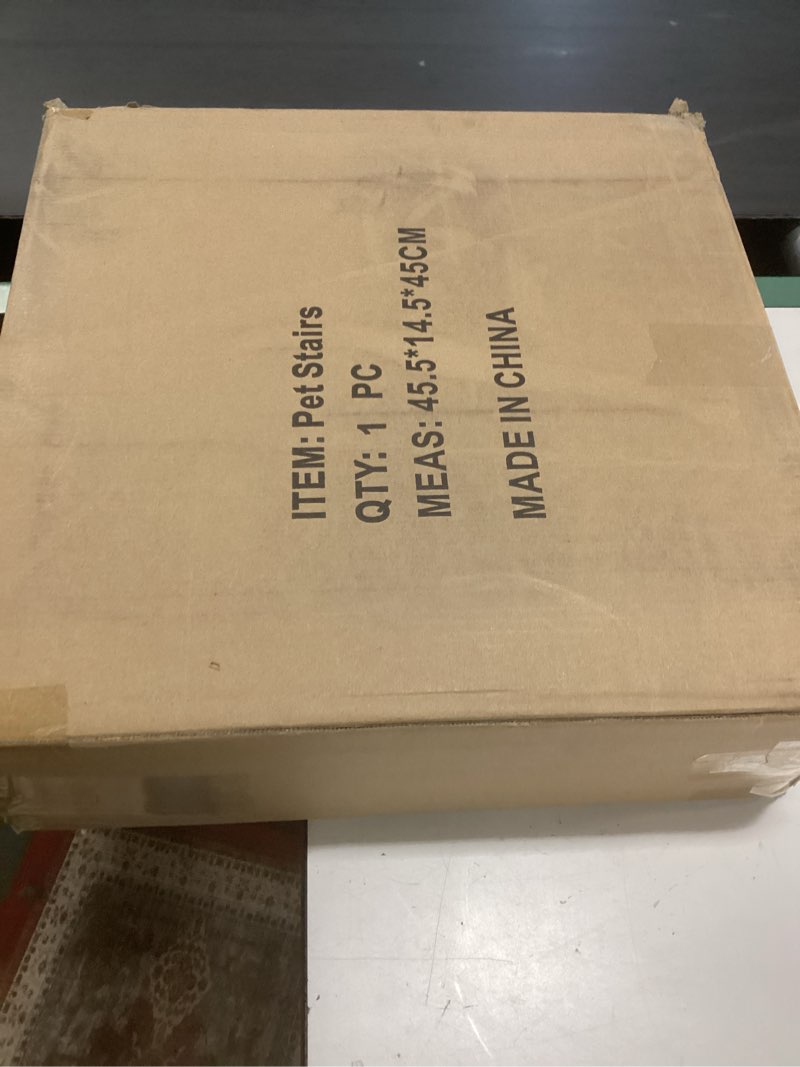 ITEM: Pet Stairs
QTY: 1 PC
MEAS: 45.5*14.5*45CM
MADE IN CHINA